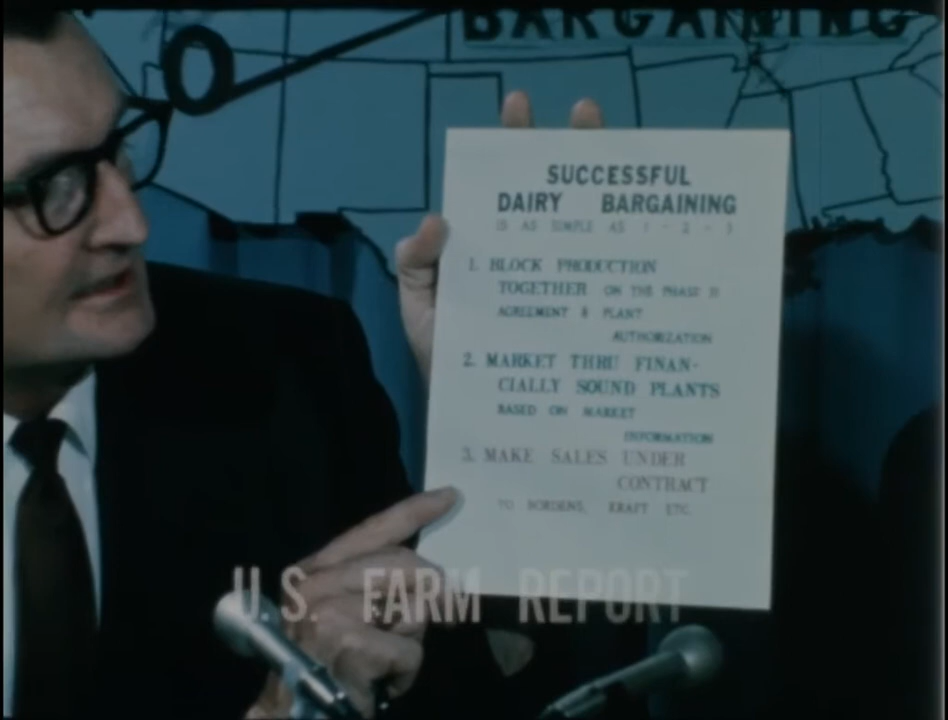 O
BARGAINING
SUCCESSFUL
DAIRY BARGAINING
IS AS SIMPLE AS 1 - 2 - 3
1. BLOCK PRODUCTION
TOGETHER ON THE PHASE II
AGREEMENT & PLANT
AUTHORIZATION
2. MARKET THRU FINAN-
CIALLY SOUND PLANTS
BASED ON MARKET
INFORMATION
3. MAKE SALES UNDER
CONTRACT
TO BORDENS, KRAFT ETC.
U.S. FARM REPORT